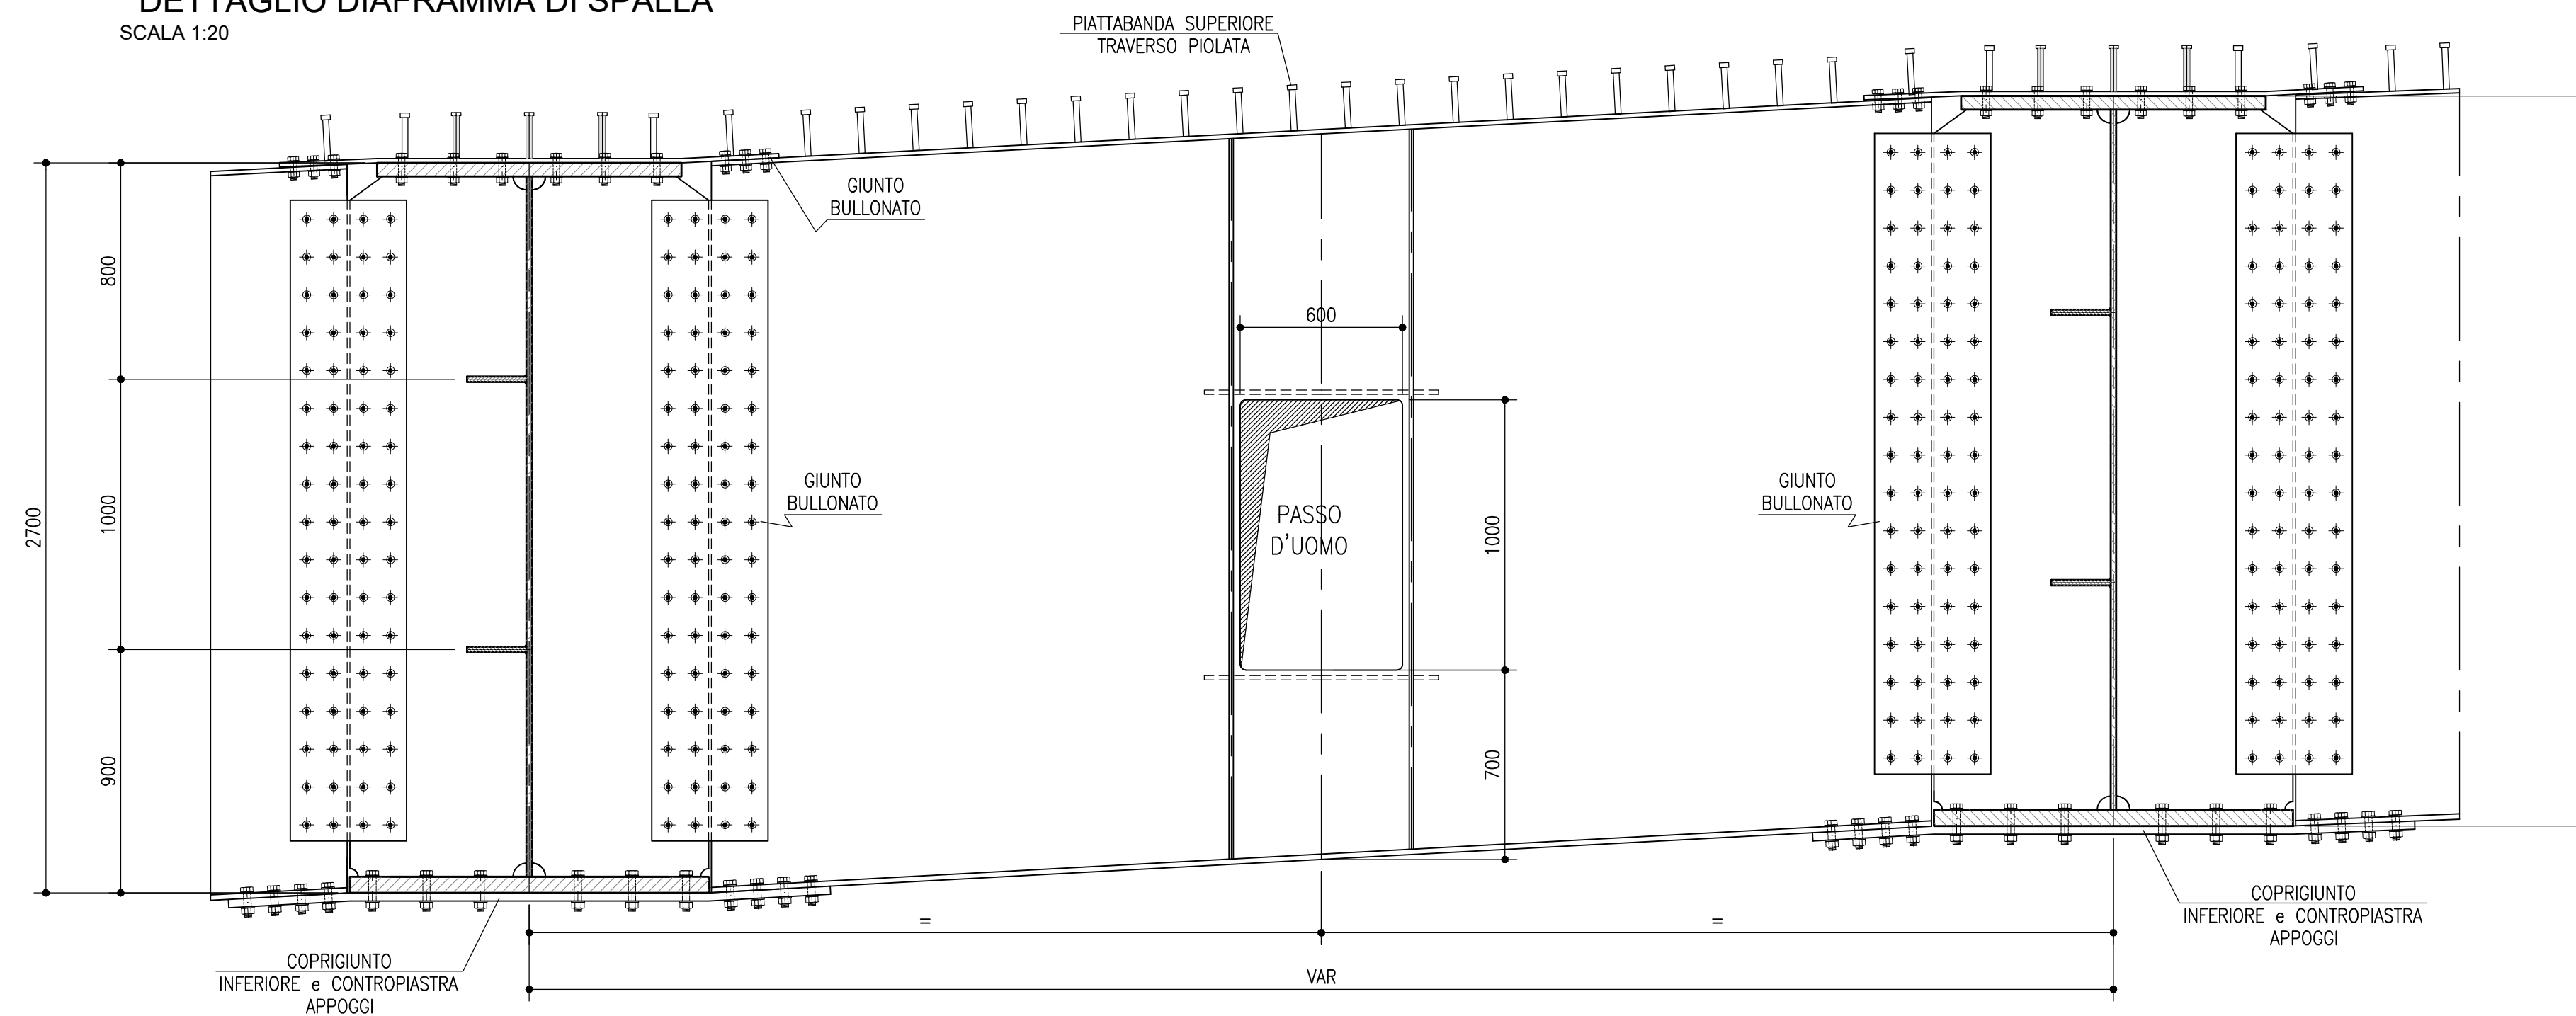 DETTAGLIO DIAFRAMMA DI SPALLA
SCALA 1:20
PIATTABANDA SUPERIORE
TRAVERSO PIOLATA
GIUNTO
BULLONATO
800
600
GIUNTO
BULLONATO
GIUNTO
BULLONATO
2700
1000
PASSO
D'UOMO
1000
900
700
=
=
COPRIGIUNTO
INFERIORE e CONTROPIASTRA
APPOGGI
COPRIGIUNTO
INFERIORE e CONTROPIASTRA
APPOGGI
VAR